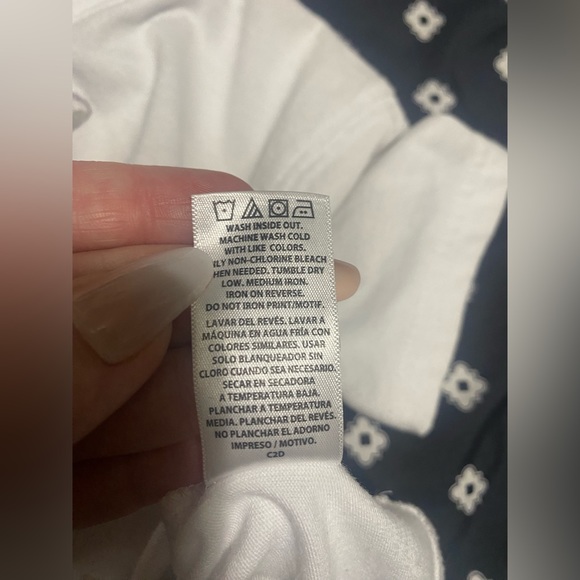 WASH INSIDE OUT.
MACHINE WASH COLD
WITH LIKE COLORS.
NON-CHLORINE BLEACH
NEEDED. TUMBLE DRY
LOW. MEDIUM IRON.
IRON ON REVERSE.
DO NOT IRON PRINT/MOTIF.
LAVAR DEL REVÉS. LAVAR A
MÁQUINA EN AGUA FRÍA CON
COLORES SIMILARES. USAR
SOLO BLANQUEADOR SIN
CLORO CUANDO SEA NECESARIO.
SECAR EN SECADORA
A TEMPERATURA BAJA.
PLANCHAR A TEMPERATURA
MEDIA. PLANCHAR DEL REVÉS.
NO PLANCHAR EL ADORNO
IMPRESO / MOTIVO.
C2D